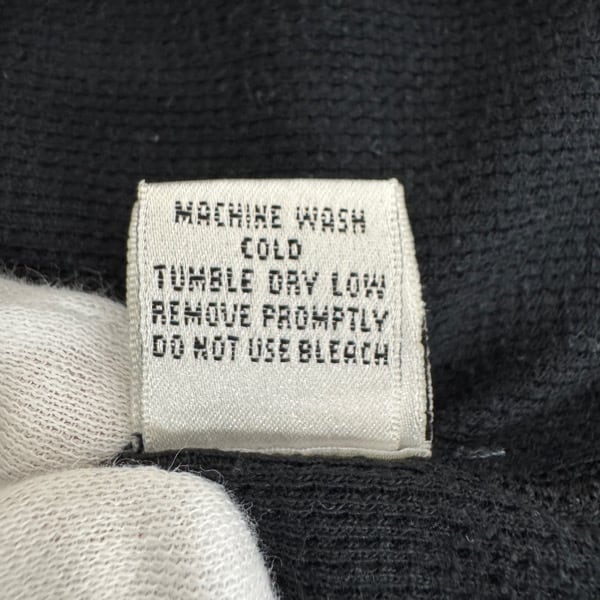 MACHINE WASH
COLD
TUMBLE DRY LOW
REMOVE PROMPTLY
DO NOT USE BLEACH